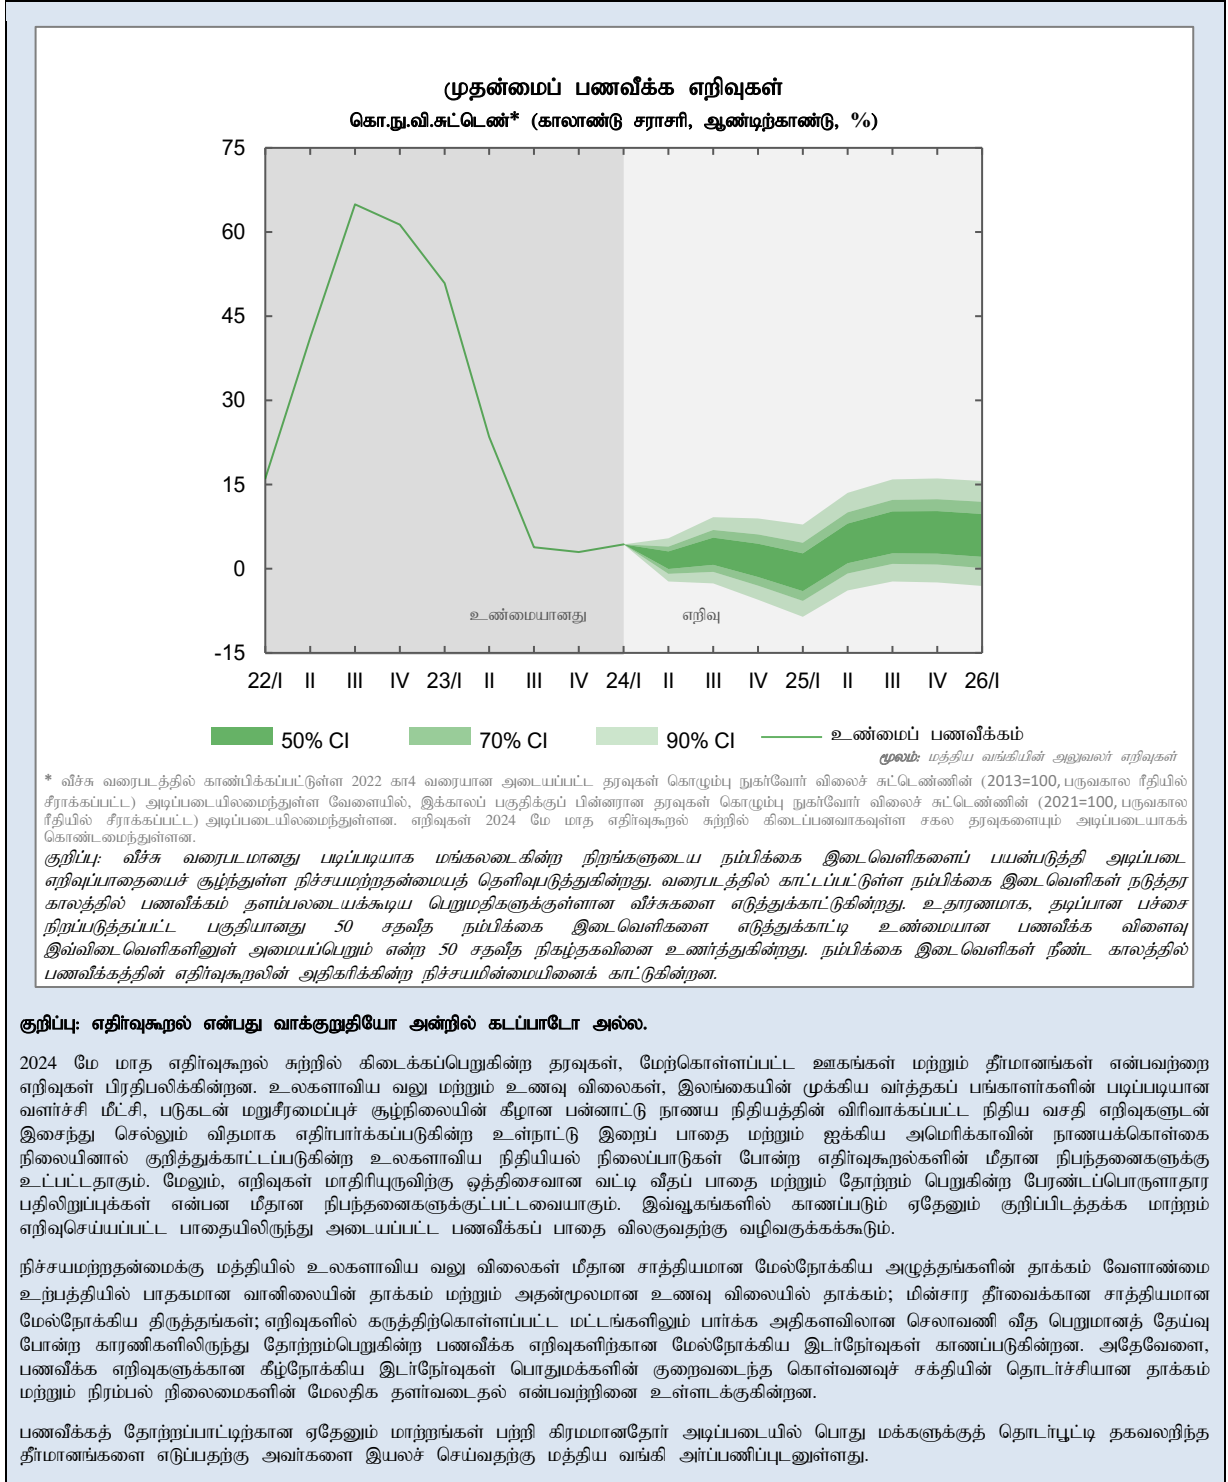 முதன்மைப் பணவீக்க எறிவுகள்
கொ.நு.வி.சுட்டெண்* (காலாண்டு சராசரி, ஆண்டிற்காண்டு, %)
75
60
45
30
15
0
-15
உண்மையானது
எறிவு
22/I II III IV 23/I II III IV 24/I II III IV 25/I II III IV 26/I
50% CI 70% CI 90% CI உண்மைப் பணவீக்கம்
மூலம்: மத்திய வங்கியின் அலுவலர் எறிவுகள்
* வீச்சு வரைபடத்தில் காண்பிக்கப்பட்டுள்ள 2022 கா4 வரையான அடையப்பட்ட தரவுகள் கொழும்பு நுகர்வோர் விலைச் சுட்டெண்ணின் (2013=100, பருவகால ரீதியில்
சீராக்கப்பட்ட) அடிப்படையிலமைந்துள்ள வேளையில், இக்காலப் பகுதிக்குப் பின்னரான தரவுகள் கொழும்பு நுகர்வோர் விலைச் சுட்டெண்ணின் (2021=100, பருவகால
ரீதியில் சீராக்கப்பட்ட) அடிப்படையிலமைந்துள்ளன. எறிவுகள் 2024 மே மாத எதிர்வுகூறல் சுற்றில் கிடைப்பனவாகவுள்ள சகல தரவுகளையும் அடிப்படையாகக்
கொண்டமைந்துள்ளன.
குறிப்பு: வீச்சு வரைபடமானது படிப்படியாக மங்கலடைகின்ற நிறங்களுடைய நம்பிக்கை இடைவெளிகளைப் பயன்படுத்தி அடிப்படை
எறிவுப்பாதையைச் சூழ்ந்துள்ள நிச்சயமற்றதன்மையத் தெளிவுபடுத்துகின்றது. வரைபடத்தில் காட்டப்பட்டுள்ள நம்பிக்கை இடைவெளிகள் நடுத்தர
காலத்தில் பணவீக்கம் தளம்பலடையக்கூடிய பெறுமதிகளுக்குள்ளான வீச்சுகளை எடுத்துக்காட்டுகின்றது. உதாரணமாக, தடிப்பான பச்சை
நிறப்படுத்தப்பட்ட பகுதியானது 50 சதவீத நம்பிக்கை இடைவெளிகளை எடுத்துக்காட்டி உண்மையான பணவீக்க விளைவு
இவ்விடைவெளிகளினுள் அமையப்பெறும் என்ற 50 சதவீத நிகழ்தகவினை உணர்த்துகின்றது. நம்பிக்கை இடைவெளிகள் நீண்ட காலத்தில்
பணவீக்கத்தின் எதிர்வுகூறலின் அதிகரிக்கின்ற நிச்சயமின்மையினைக் காட்டுகின்றன.
குறிப்பு: எதிர்வுகூறல் என்பது வாக்குறுதியோ அன்றில் கடப்பாடோ அல்ல.
2024 மே மாத எதிர்வுகூறல் சுற்றில் கிடைக்கப்பெறுகின்ற தரவுகள், மேற்கொள்ளப்பட்ட ஊகங்கள் மற்றும் தீர்மானங்கள் என்பவற்றை
எறிவுகள் பிரதிபலிக்கின்றன. உலகளாவிய வலு மற்றும் உணவு விலைகள், இலங்கையின் முக்கிய வர்த்தகப் பங்காளர்களின் படிப்படியான
வளர்ச்சி மீட்சி, படுகடன் மறுசீரமைப்புச் சூழ்நிலையின் கீழான பன்னாட்டு நாணய நிதியத்தின் விரிவாக்கப்பட்ட நிதிய வசதி எறிவுகளுடன்
இசைந்து செல்லும் விதமாக எதிர்பார்க்கப்படுகின்ற உள்நாட்டு இறைப் பாதை மற்றும் ஐக்கிய அமெரிக்காவின் நாணயக்கொள்கை
நிலையினால் குறித்துக்காட்டப்படுகின்ற உலகளாவிய நிதியியல் நிலைப்பாடுகள் போன்ற எதிர்வுகூறல்களின் மீதான நிபந்தனைகளுக்கு
உட்பட்டதாகும். மேலும், எறிவுகள் மாதிரியுருவிற்கு ஒத்திசைவான வட்டி வீதப் பாதை மற்றும் தோற்றம் பெறுகின்ற பேரண்டப்பொருளாதார
பதிலிறுப்புக்கள் என்பன மீதான நிபந்தனைகளுக்குட்பட்டவையாகும். இவ்வூகங்களில் காணப்படும் ஏதேனும் குறிப்பிடத்தக்க மாற்றம்
எறிவுசெய்யப்பட்ட பாதையிலிருந்து அடையப்பட்ட பணவீக்கப் பாதை விலகுவதற்கு வழிவகுக்கக்கூடும்.
நிச்சயமற்றதன்மைக்கு மத்தியில் உலகளாவிய வலு விலைகள் மீதான சாத்தியமான மேல்நோக்கிய அழுத்தங்களின் தாக்கம் வேளாண்மை
உற்பத்தியில் பாதகமான வானிலையின் தாக்கம் மற்றும் அதன்மூலமான உணவு விலையில் தாக்கம்; மின்சார தீர்வைக்கான சாத்தியமான
மேல்நோக்கிய திருத்தங்கள்; எறிவுகளில் கருத்திற்கொள்ளப்பட்ட மட்டங்களிலும் பார்க்க அதிகளவிலான செலாவணி வீத பெறுமானத் தேய்வு
போன்ற காரணிகளிலிருந்து தோற்றம்பெறுகின்ற பணவீக்க எறிவுகளிற்கான மேல்நோக்கிய இடர்நேர்வுகள் காணப்படுகின்றன. அதேவேளை,
பணவீக்க எறிவுகளுக்கான கீழ்நோக்கிய இடர்நேர்வுகள் பொதுமக்களின் குறைவடைந்த கொள்வனவுச் சக்தியின் தொடர்ச்சியான தாக்கம்
மற்றும் நிரம்பல் நிலைமைகளின் மேலதிக தளர்வடைதல் என்பவற்றினை உள்ளடக்குகின்றன.
பணவீக்கத் தோற்றப்பாட்டிற்கான ஏதேனும் மாற்றங்கள் பற்றி கிரமமானதோர் அடிப்படையில் பொது மக்களுக்குத் தொடர்பூட்டி தகவலறிந்த
தீர்மானங்களை எடுப்பதற்கு அவர்களை இயலச் செய்வதற்கு மத்திய வங்கி அர்ப்பணிப்புடனுள்ளது.